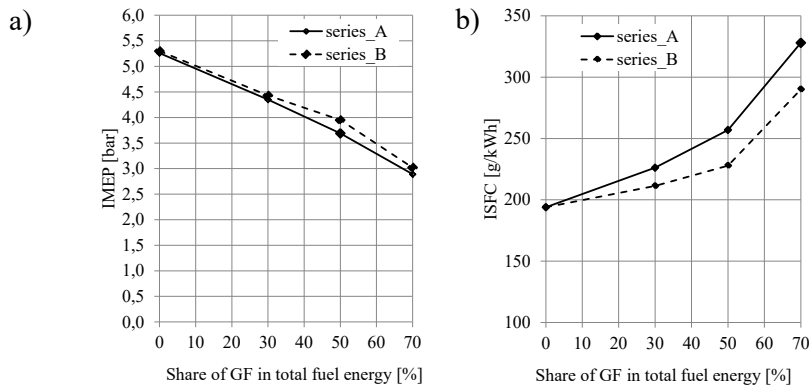 a)
IMEP [bar]
6,0
5,5
5,0
4,5
4,0
3,5
3,0
2,5
2,0
1,5
1,0
0,5
0,0
series_A
series_B
0 10 20 30 40 50 60 70
Share of GF in total fuel energy [%]
b)
ISFC [g/kWh]
350
300
250
200
150
100
series_A
series_B
0 10 20 30 40 50 60 70
Share of GF in total fuel energy [%]